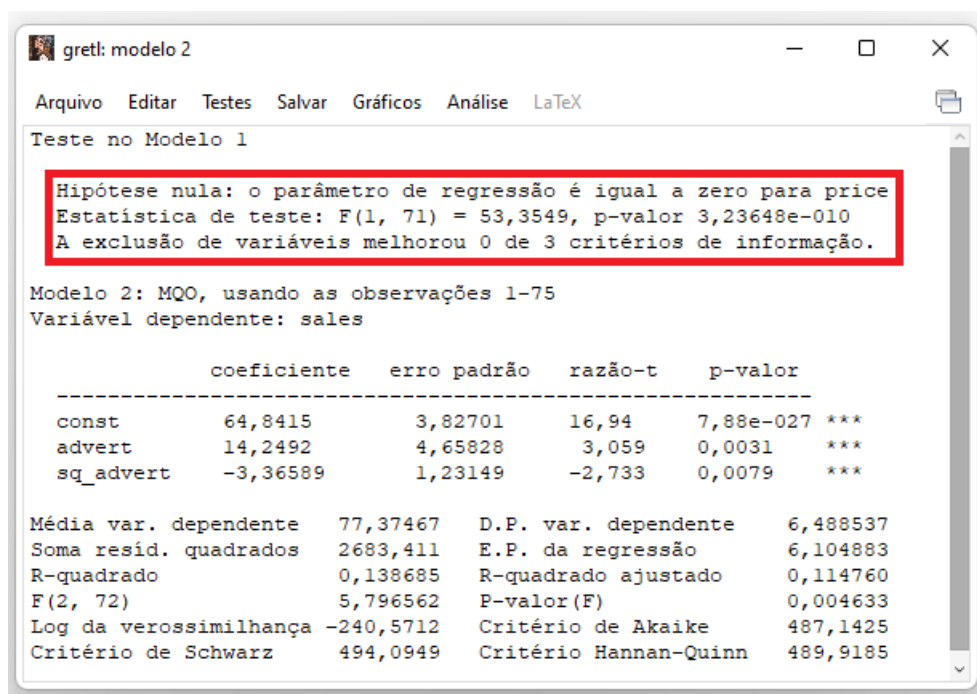 gretl: modelo 2
Arquivo Editar Testes Salvar Gráficos Análise LaTeX
Teste no Modelo 1
Hipótese nula: o parâmetro de regressão é igual a zero para price
Estatística de teste: F(1, 71) = 53,3549, p-valor 3,23648e-010
A exclusão de variáveis melhorou 0 de 3 critérios de informação.
Modelo 2: MQO, usando as observações 1-75
Variável dependente: sales
coeficiente erro padrão razão-t p-valor
------------------------------------------------------------
const 64,8415 3,82701 16,94 7,88e-027 ***
advert 14,2492 4,65828 3,059 0,0031 ***
sq_advert -3,36589 1,23149 -2,733 0,0079 ***
Média var. dependente 77,37467 D.P. var. dependente 6,488537
Soma resíd. quadrados 2683,411 E.P. da regressão 6,104883
R-quadrado 0,138685 R-quadrado ajustado 0,114760
F(2, 72) 5,796562 P-valor(F) 0,004633
Log da verossimilhança -240,5712 Critério de Akaike 487,1425
Critério de Schwarz 494,0949 Critério Hannan-Quinn 489,9185